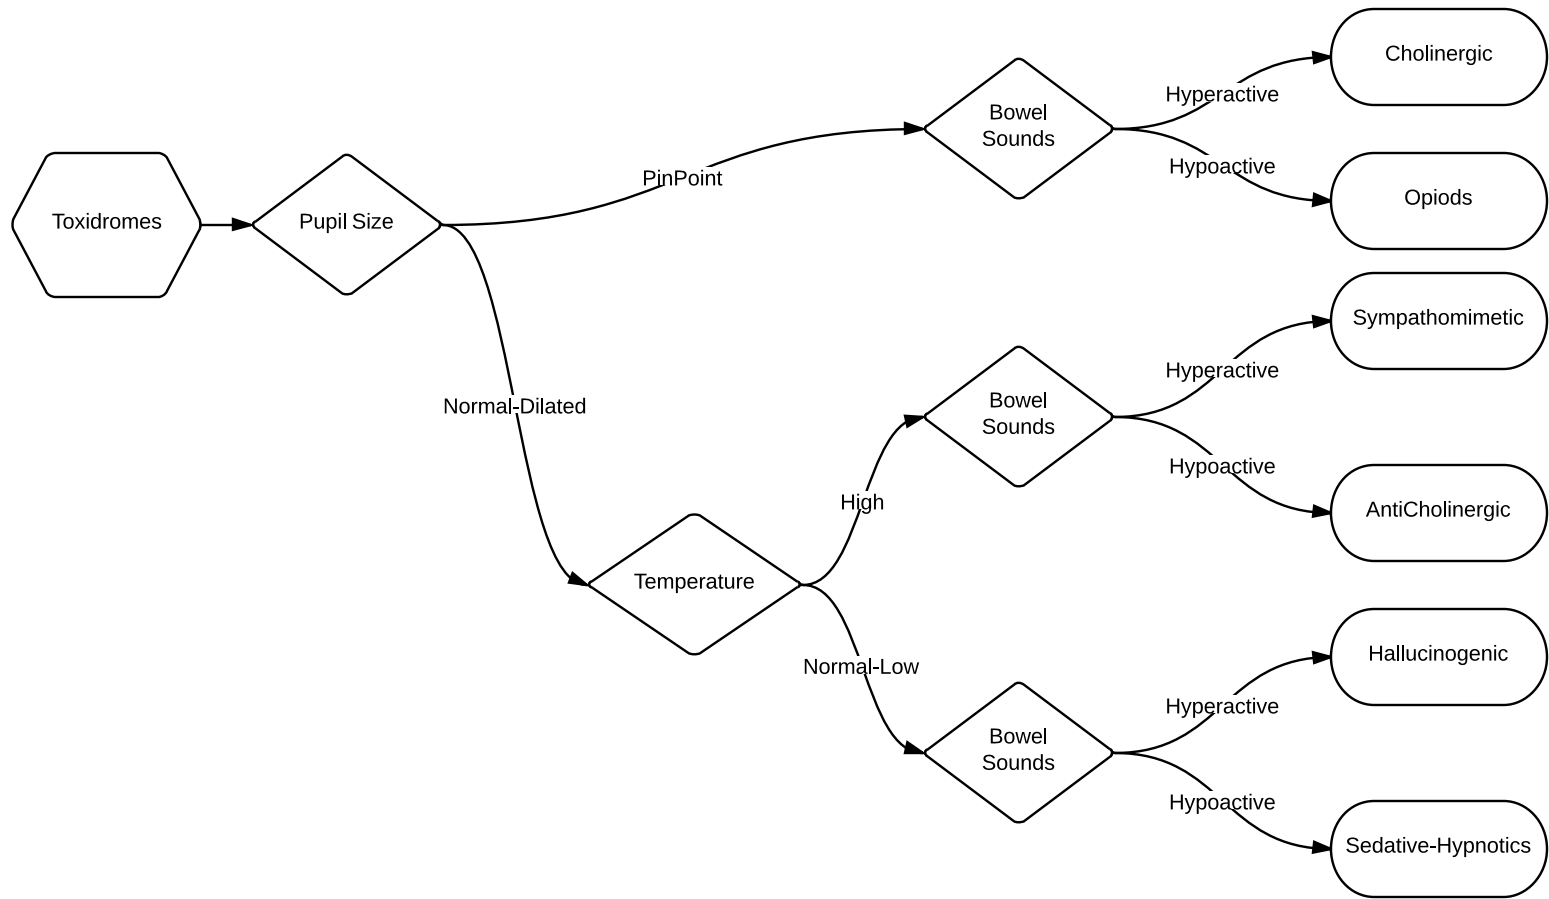 Toxidromes
Pupil Size
PinPoint
Normal-Dilated
Temperature
High
Normal-Low
Bowel
Sounds
Hyperactive
Hypoactive
Cholinergic
Opiods
Bowel
Sounds
Hyperactive
Hypoactive
Sympathomimetic
AntiCholinergic
Bowel
Sounds
Hyperactive
Hypoactive
Hallucinogenic
Sedative-Hypnotics